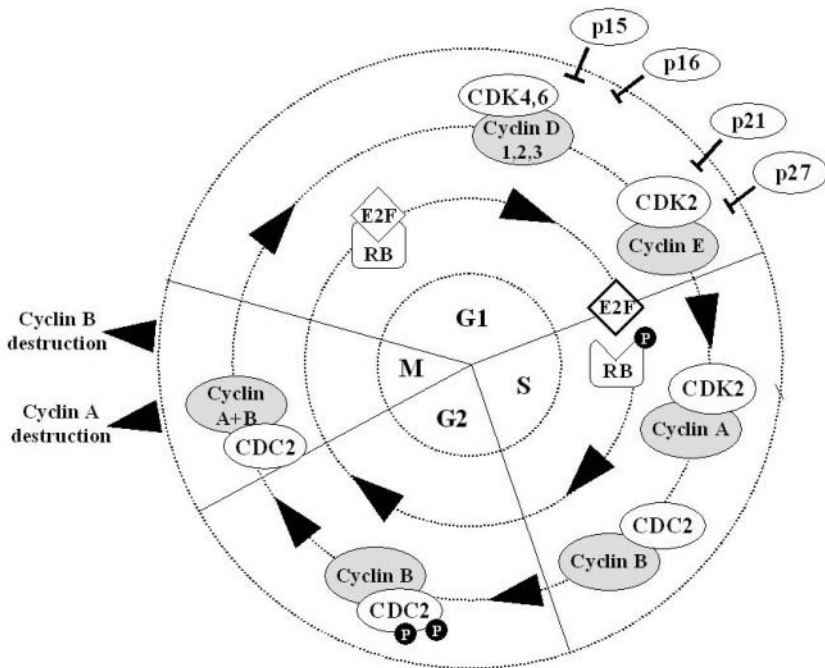 p15
p16
CDK4,6
Cyclin D
1,2,3
p21
p27
CDK2
Cyclin E
E2F
RB
G1
E2F
P
RB
Cyclin B
destruction
M
S
G2
CDK2
Cyclin A
Cyclin
A+B
CDC2
Cyclin A
destruction
CDC2
Cyclin B
Cyclin B
CDC2
P
P